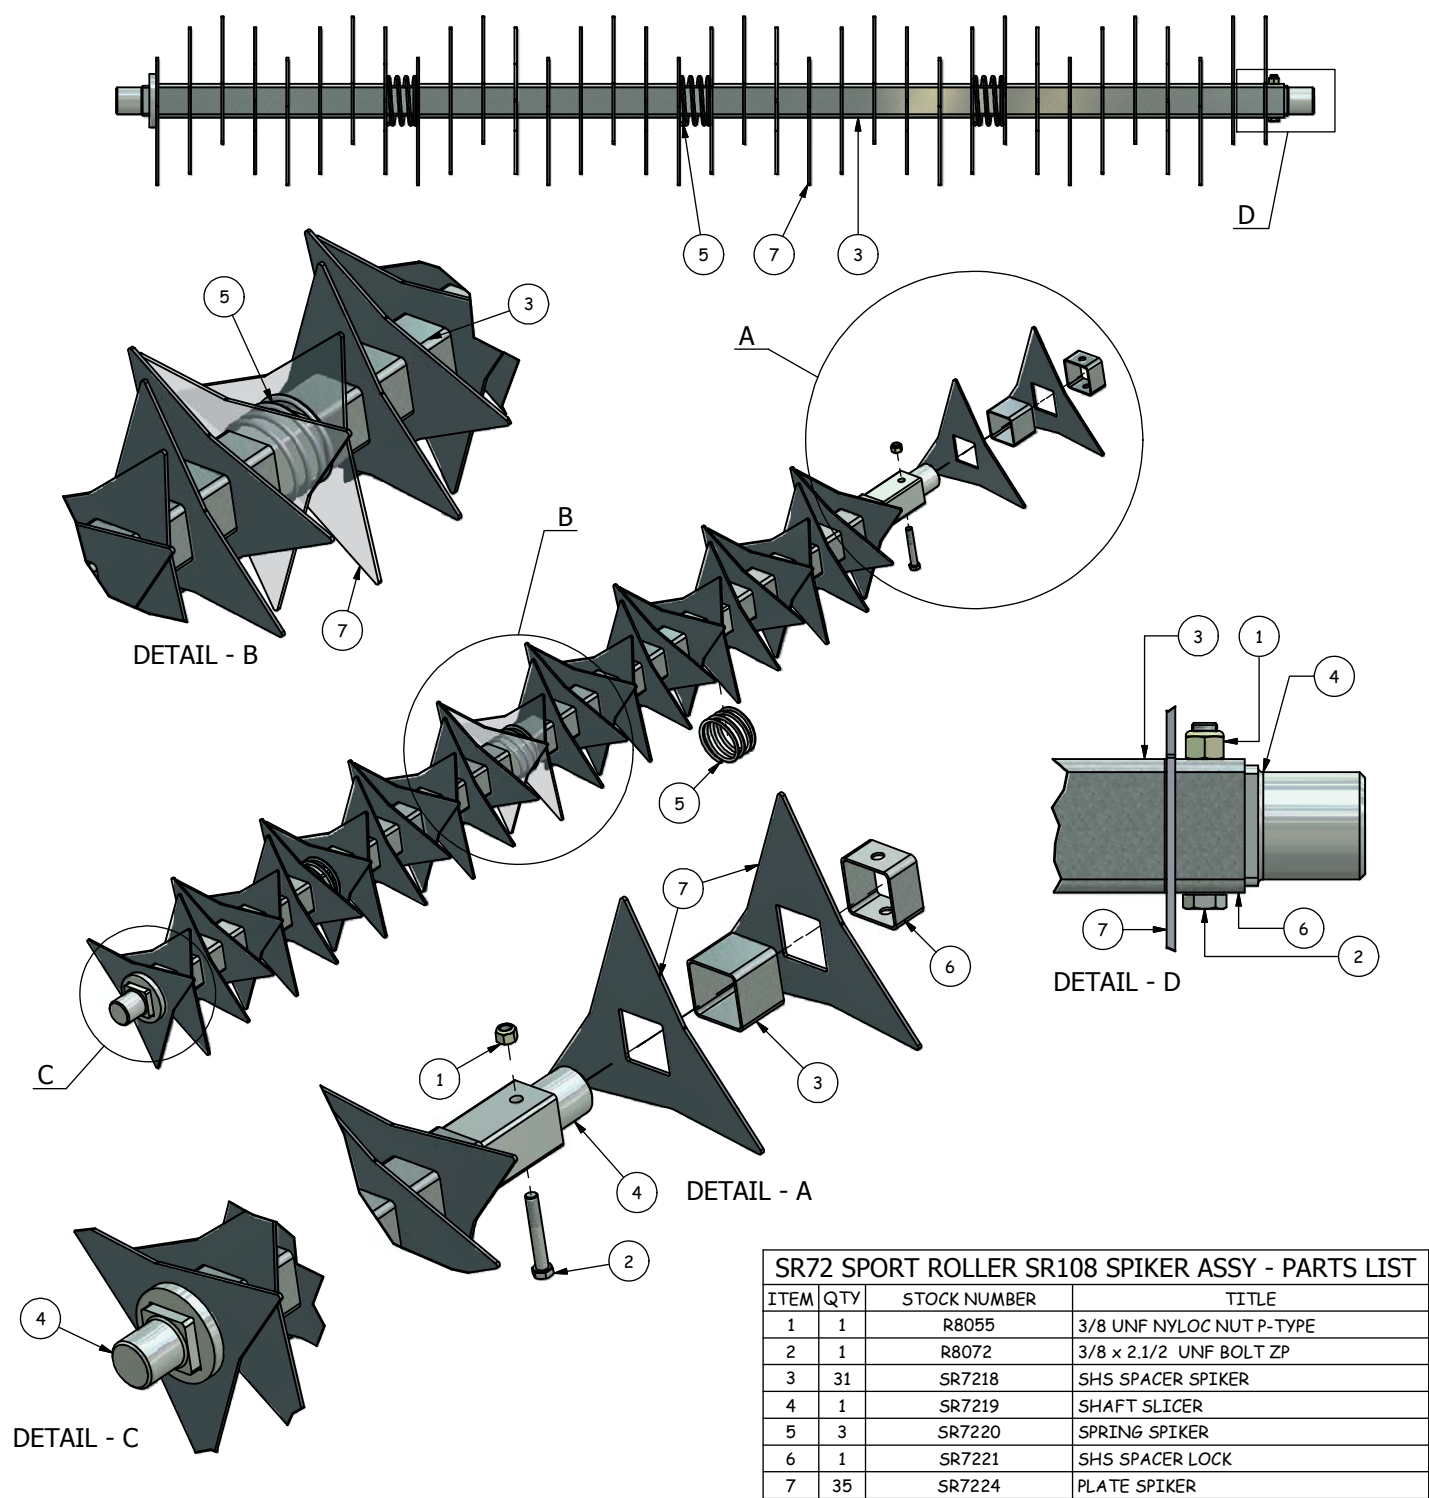 5
7
3
D
5
3
A
B
7
DETAIL - B
3
1
4
5
7
6
7
6
2
DETAIL - D
C
1
3
4
DETAIL - A
2
4
DETAIL - C
SR72 SPORT ROLLER SR108 SPIKER ASSY - PARTS LIST
ITEM QTY STOCK NUMBER TITLE
1 1 R8055 3/8 UNF NYLOC NUT P-TYPE
2 1 R8072 3/8 x 2.1/2 UNF BOLT ZP
3 31 SR7218 SHS SPACER SPIKER
4 1 SR7219 SHAFT SLICER
5 3 SR7220 SPRING SPIKER
6 1 SR7221 SHS SPACER LOCK
7 35 SR7224 PLATE SPIKER